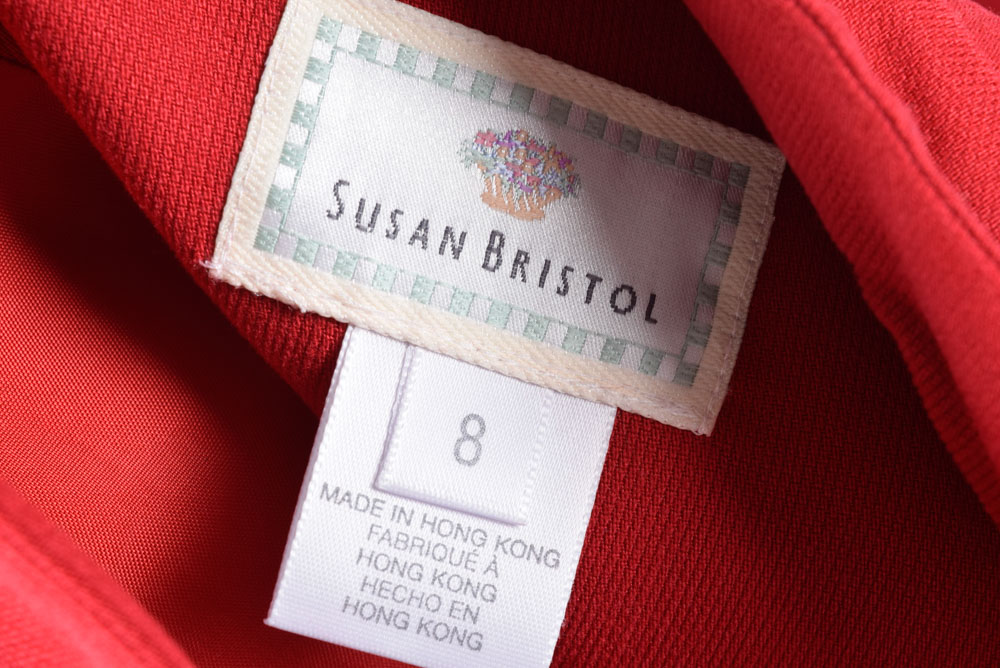 SUSAN BRISTOL
8
MADE IN HONG KONG
FABRIQUÉ À
HONG KONG
HECHO EN
HONG KONG